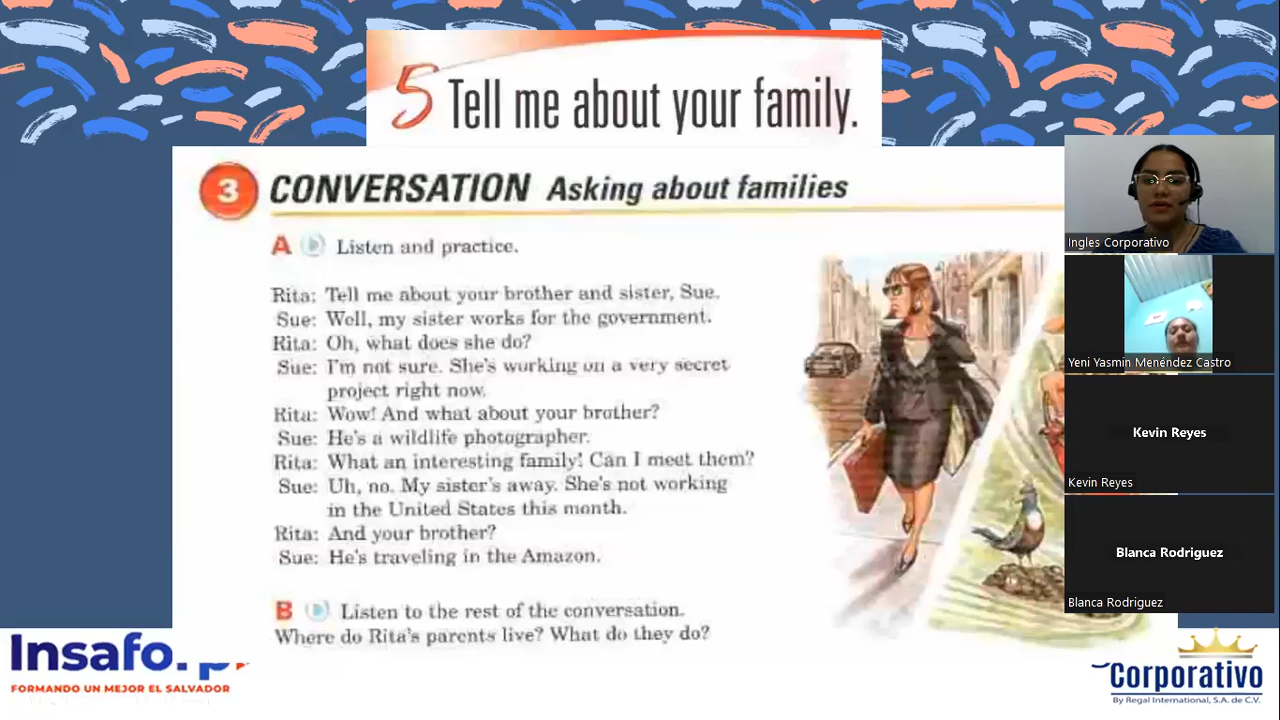 5 Tell me about your family.
3 CONVERSATION Asking about families
A Listen and practice.
Rita: Tell me about your brother and sister, Sue.
Sue: Well, my sister works for the government.
Rita: Oh, what does she do?
Sue: I'm not sure. She's working on a very secret
project right now.
Rita: Wow! And what about your brother?
Sue: He's a wildlife photographer.
Rita: What an interesting family! Can I meet them?
Sue: Uh, no. My sister's away. She's not working
in the United States this month.
Rita: And your brother?
Sue: He's traveling in the Amazon.
B Listen to the rest of the conversation.
Where do Rita's parents live? What do they do?
Ingles Corporativo
Yeni Yasmin Menéndez Castro
Kevin Reyes
Kevin Reyes
Blanca Rodriguez
Blanca Rodriguez
FORMANDO UN MEJOR EL SALVADOR
Corporativo
By Regal International, S.A. de C.V.